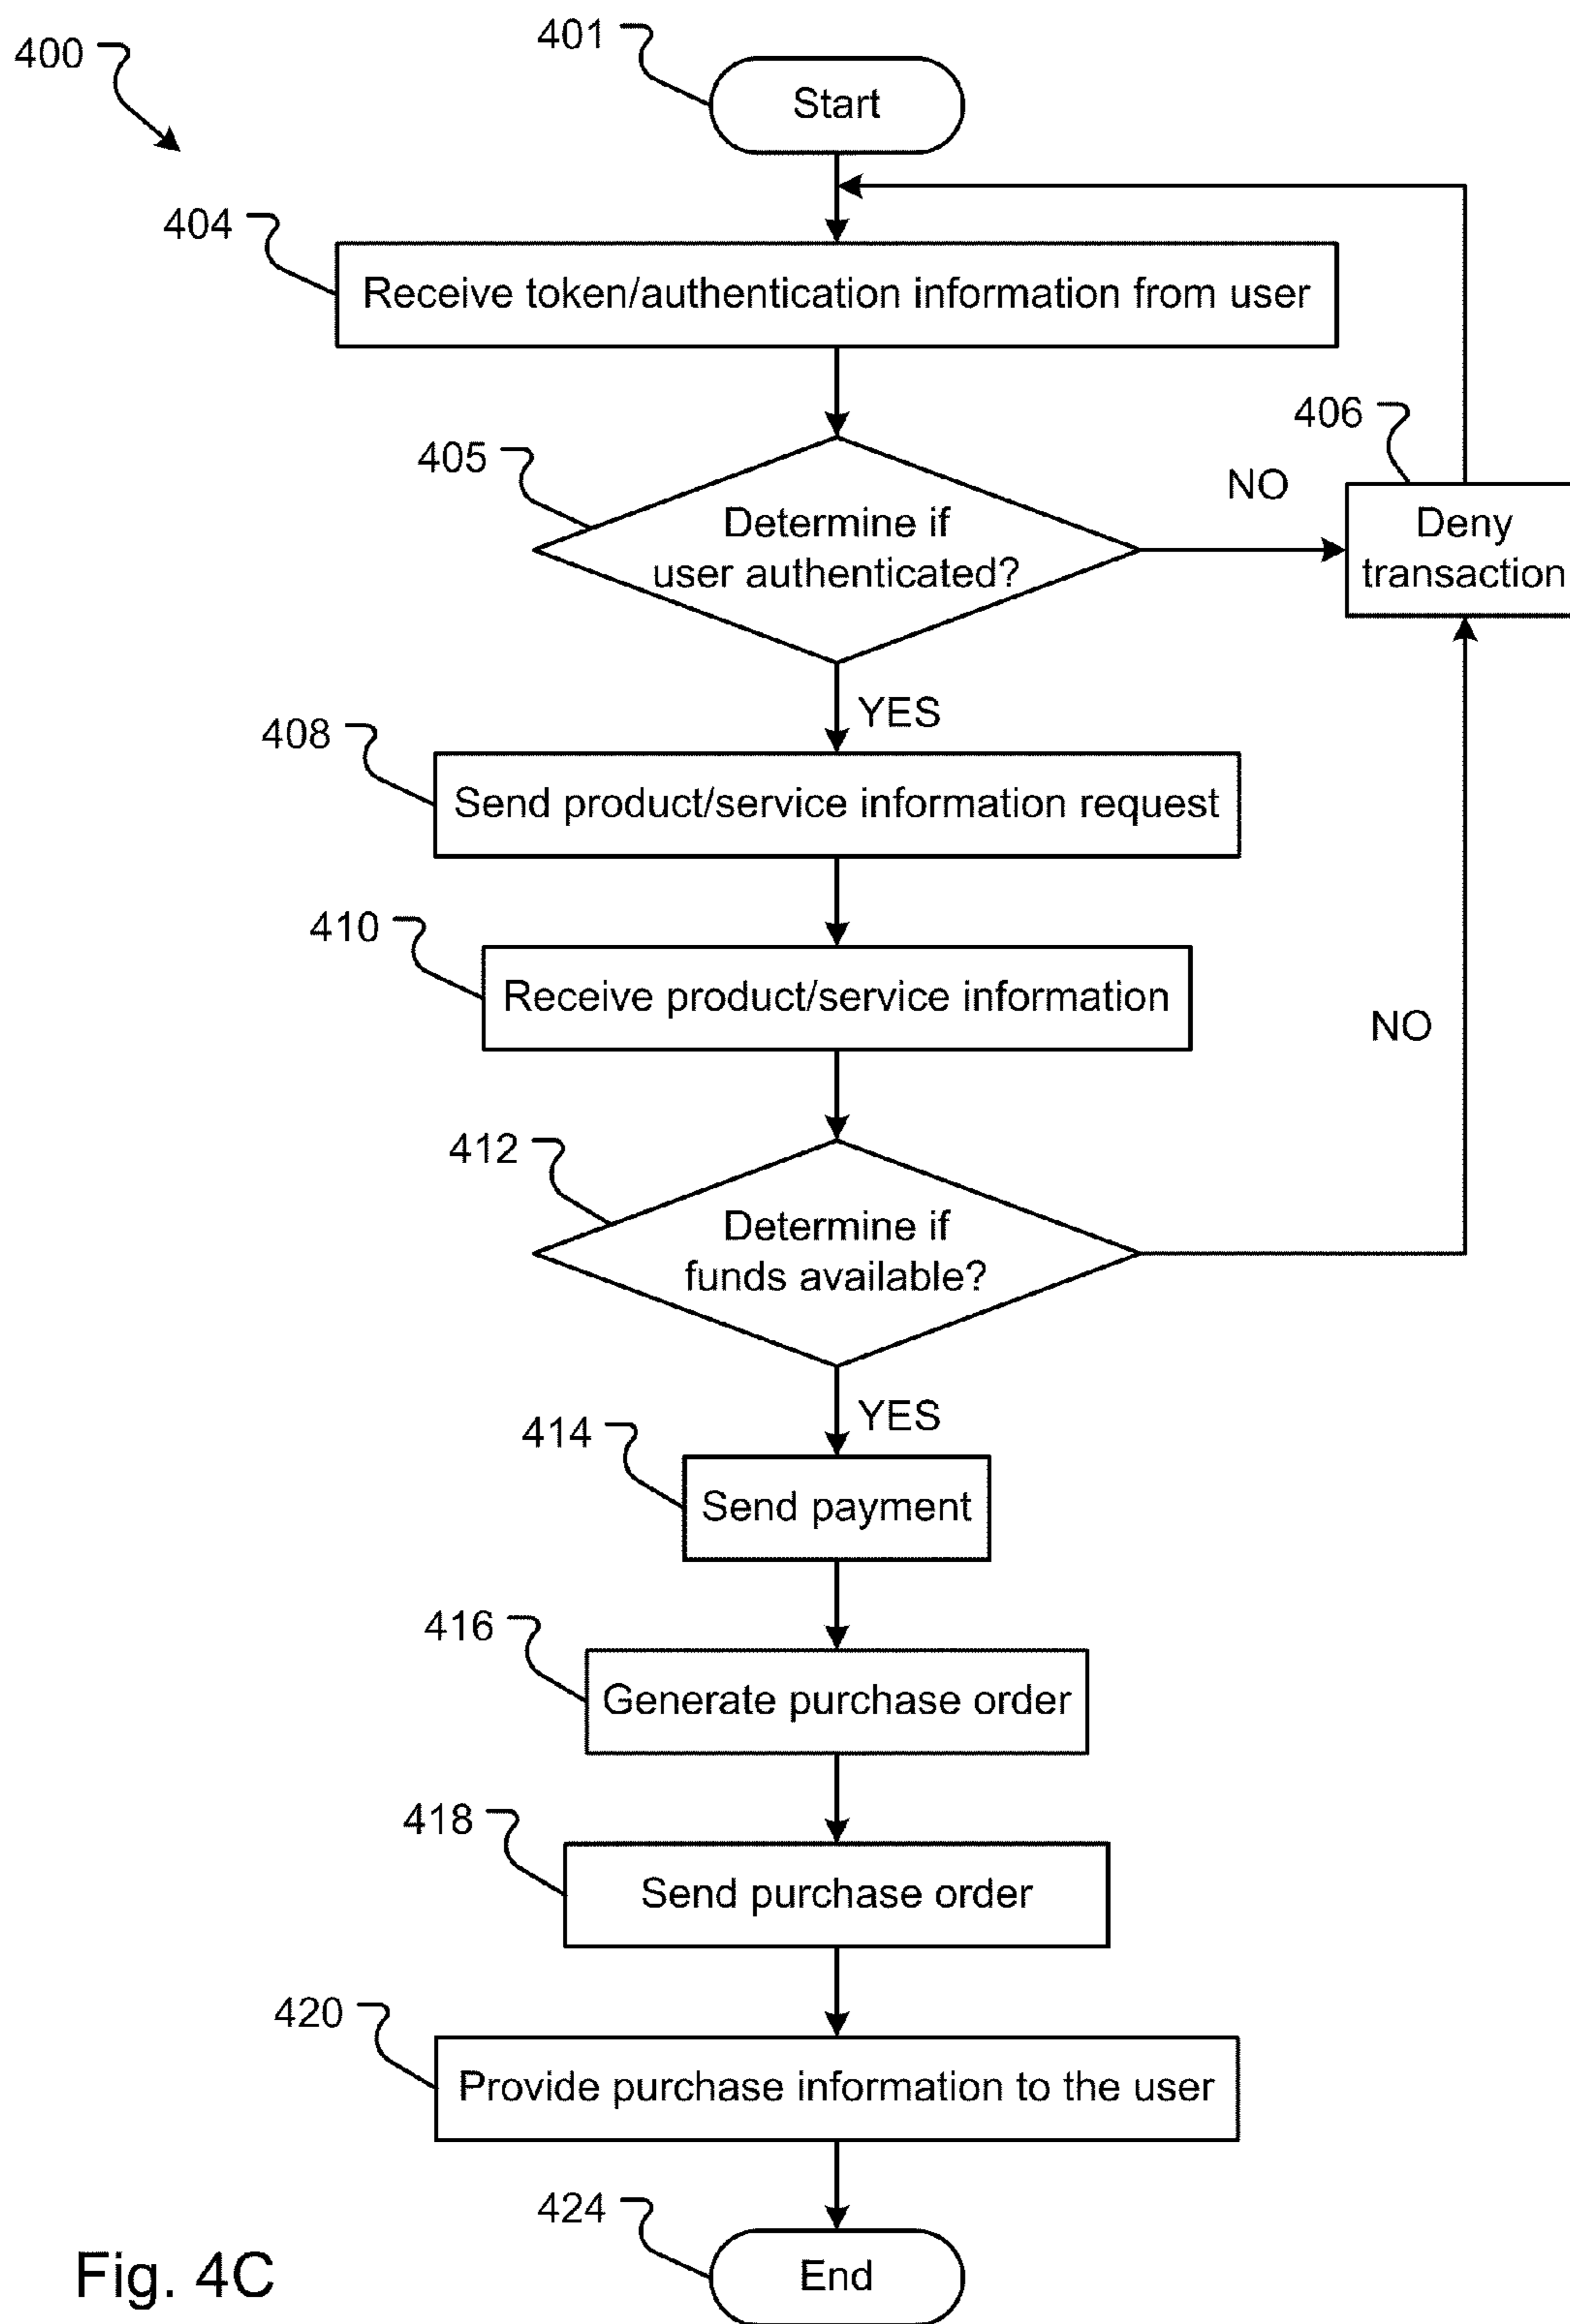 400
401
Start
404
Receive token/authentication information from user
405
Determine if
user authenticated?
NO
406
Deny
transaction
YES
408
Send product/service information request
410
Receive product/service information
NO
412
Determine if
funds available?
YES
414
Send payment
416
Generate purchase order
418
Send purchase order
420
Provide purchase information to the user
424
End
Fig. 4C